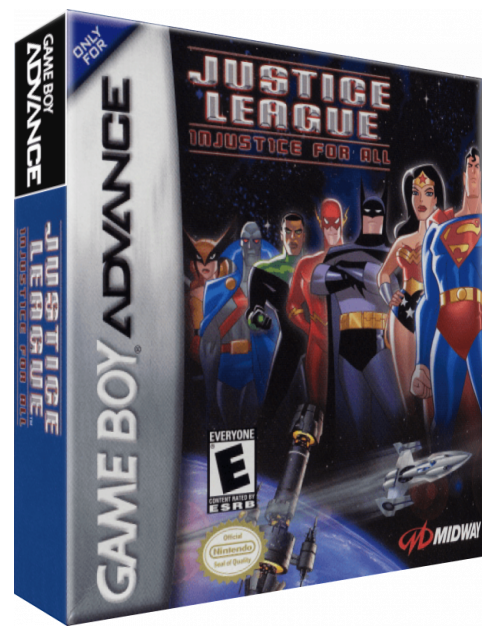 GAME BOY
ADVANCE
JUSTICE
LEAGUE™
INJUSTICE FOR ALL
ONLY
FOR
GAME BOY ADVANCE
®
JUSTICE
LEAGUE
INJUSTICE FOR ALL
EVERYONE
E
CONTENT RATED BY
ESRB
Official
Nintendo
Seal of Quality
MIDWAY